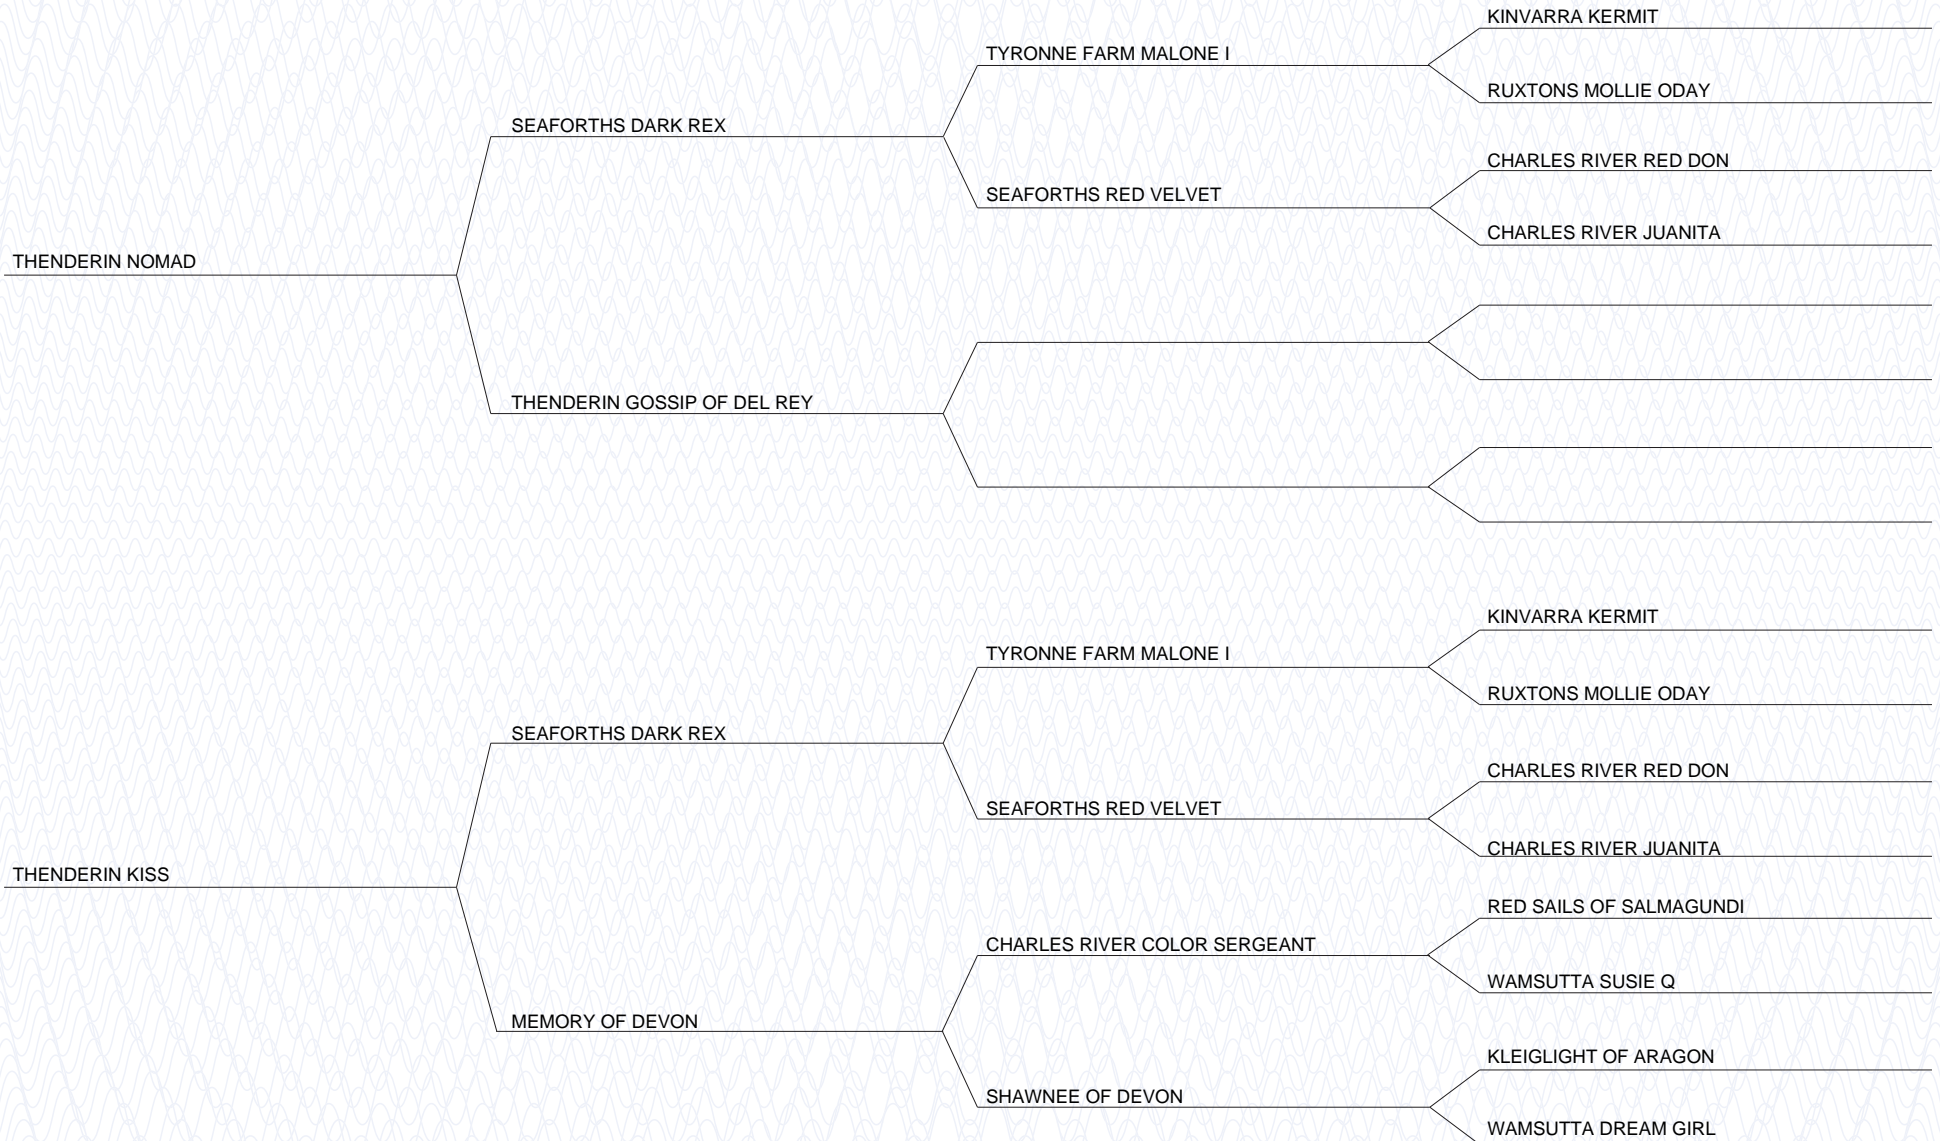 KINVARRA KERMIT
TYRONNE FARM MALONE I
RUXTONS MOLLIE ODAY
SEAFORTHS DARK REX
CHARLES RIVER RED DON
SEAFORTHS RED VELVET
CHARLES RIVER JUANITA
THENDERIN NOMAD
THENDERIN GOSSIP OF DEL REY
KINVARRA KERMIT
TYRONNE FARM MALONE I
RUXTONS MOLLIE ODAY
SEAFORTHS DARK REX
CHARLES RIVER RED DON
SEAFORTHS RED VELVET
CHARLES RIVER JUANITA
THENDERIN KISS
RED SAILS OF SALMAGUNDI
CHARLES RIVER COLOR SERGEANT
WAMSUTTA SUSIE Q
MEMORY OF DEVON
KLEIGLIGHT OF ARAGON
SHAWNEE OF DEVON
WAMSUTTA DREAM GIRL